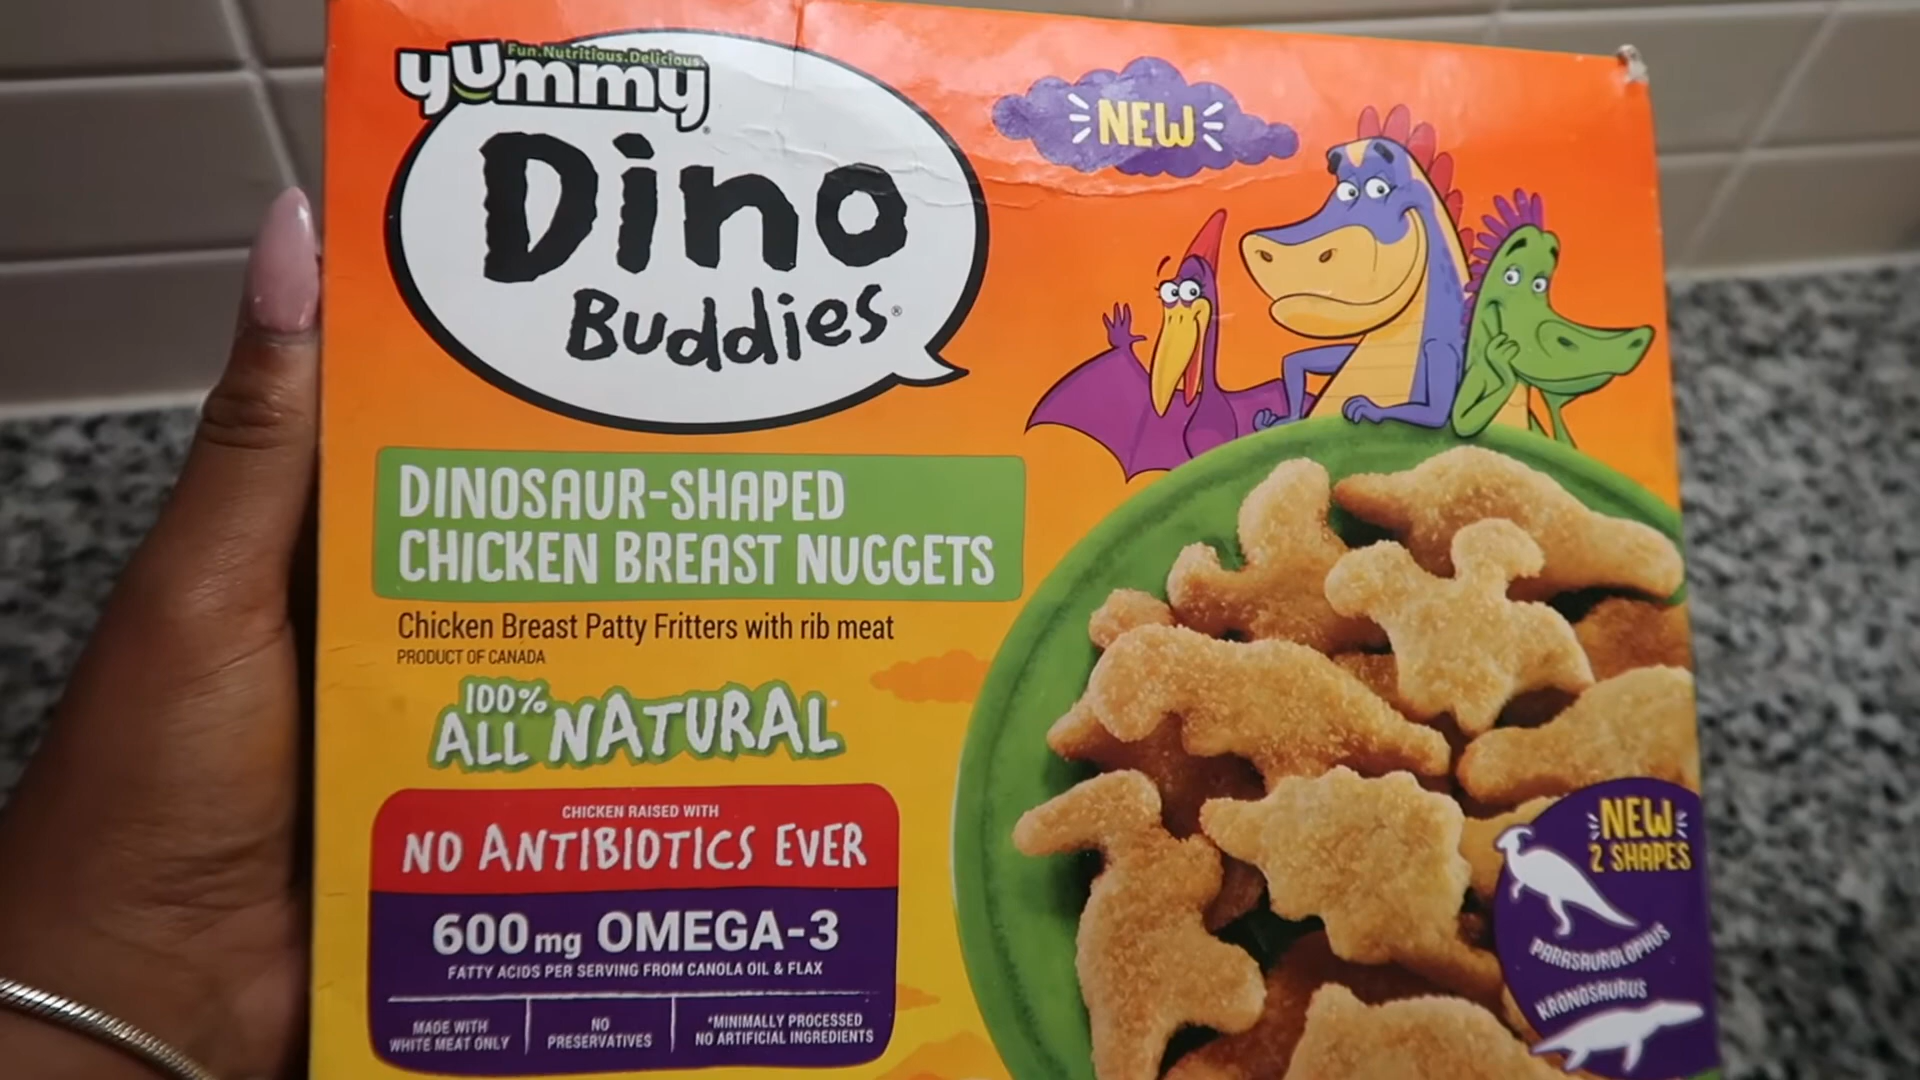 Fun.Nutritious.Delicious.
yummy®
Dino
Buddies®
NEW
DINOSAUR-SHAPED
CHICKEN BREAST NUGGETS
Chicken Breast Patty Fritters with rib meat
PRODUCT OF CANADA
100%
ALL NATURAL*
CHICKEN RAISED WITH
NO ANTIBIOTICS EVER
600mg OMEGA-3
FATTY ACIDS PER SERVING FROM CANOLA OIL & FLAX
MADE WITH
WHITE MEAT ONLY
NO
PRESERVATIVES
*MINIMALLY PROCESSED
NO ARTIFICIAL INGREDIENTS
NEW
2 SHAPES
PARASAUROLOPHUS
KRONOSAURUS